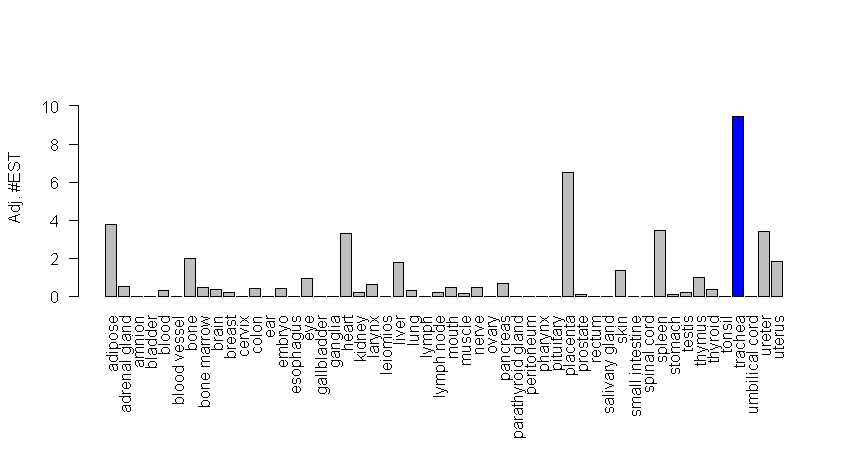 Adj. #EST
10
8
6
4
2
0
adipose
adrenal gland
amnion
bladder
blood
blood vessel
bone
bone marrow
brain
breast
cervix
colon
ear
embryo
esophagus
eye
gallbladder
ganglia
heart
kidney
larynx
leiomios
liver
lung
lymph
lymph node
mouth
muscle
nerve
ovary
pancreas
parathyroid gland
peritoneum
pharynx
pituitary
placenta
prostate
rectum
salivary gland
skin
small intestine
spinal cord
spleen
stomach
testis
thymus
thyroid
tonsil
trachea
umbilical cord
ureter
uterus